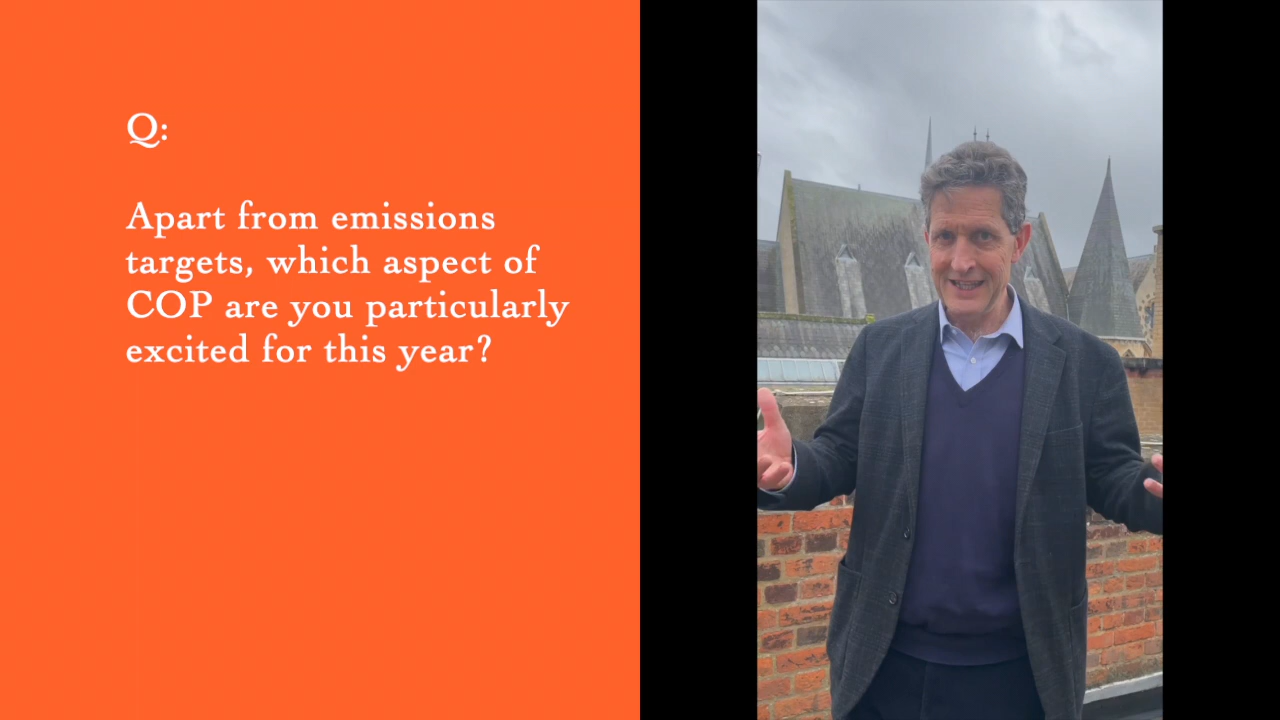 Q:
Apart from emissions
targets, which aspect of
COP are you particularly
excited for this year?